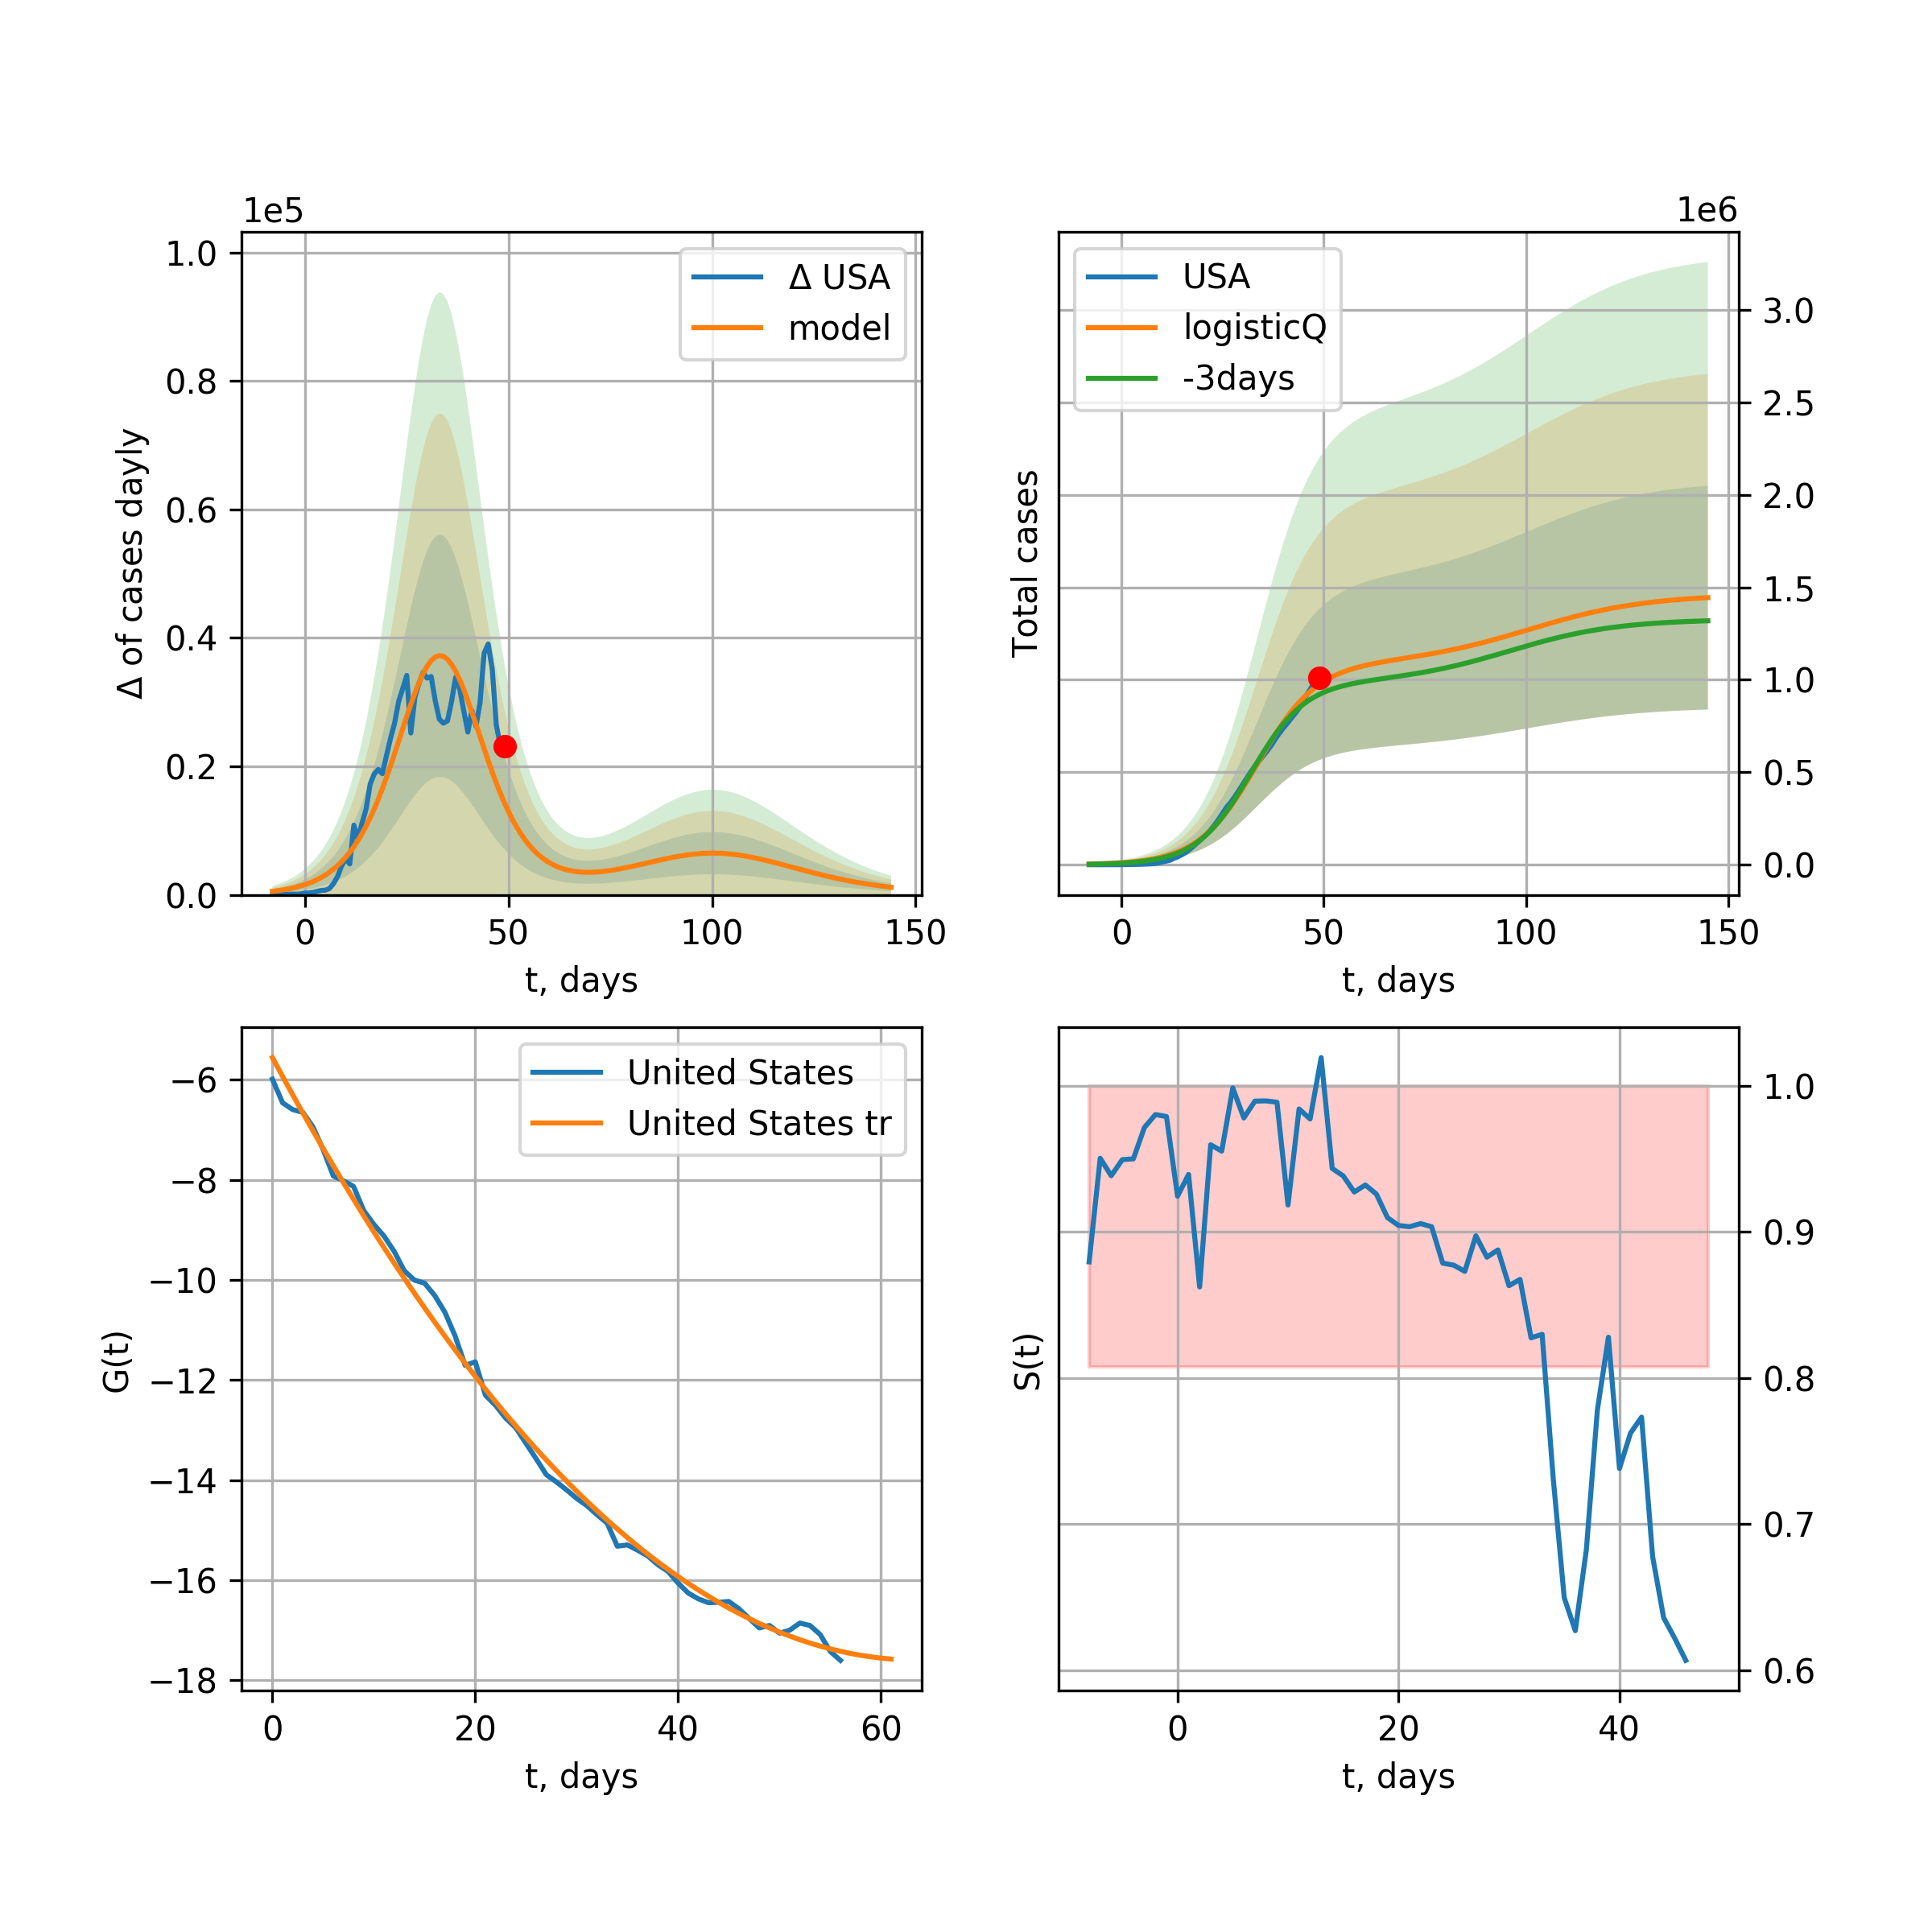 1e5
1.0
0.8
0.6
0.4
0.2
0.0
Δ of cases dayly
Δ USA
model
0 50 100 150
t, days
1e6
USA
logisticQ
-3days
Total cases
3.0
2.5
2.0
1.5
1.0
0.5
0.0
0 50 100 150
t, days
−6
−8
−10
−12
−14
−16
−18
G(t)
United States
United States tr
0 20 40 60
t, days
S(t)
1.0
0.9
0.8
0.7
0.6
0 20 40
t, days